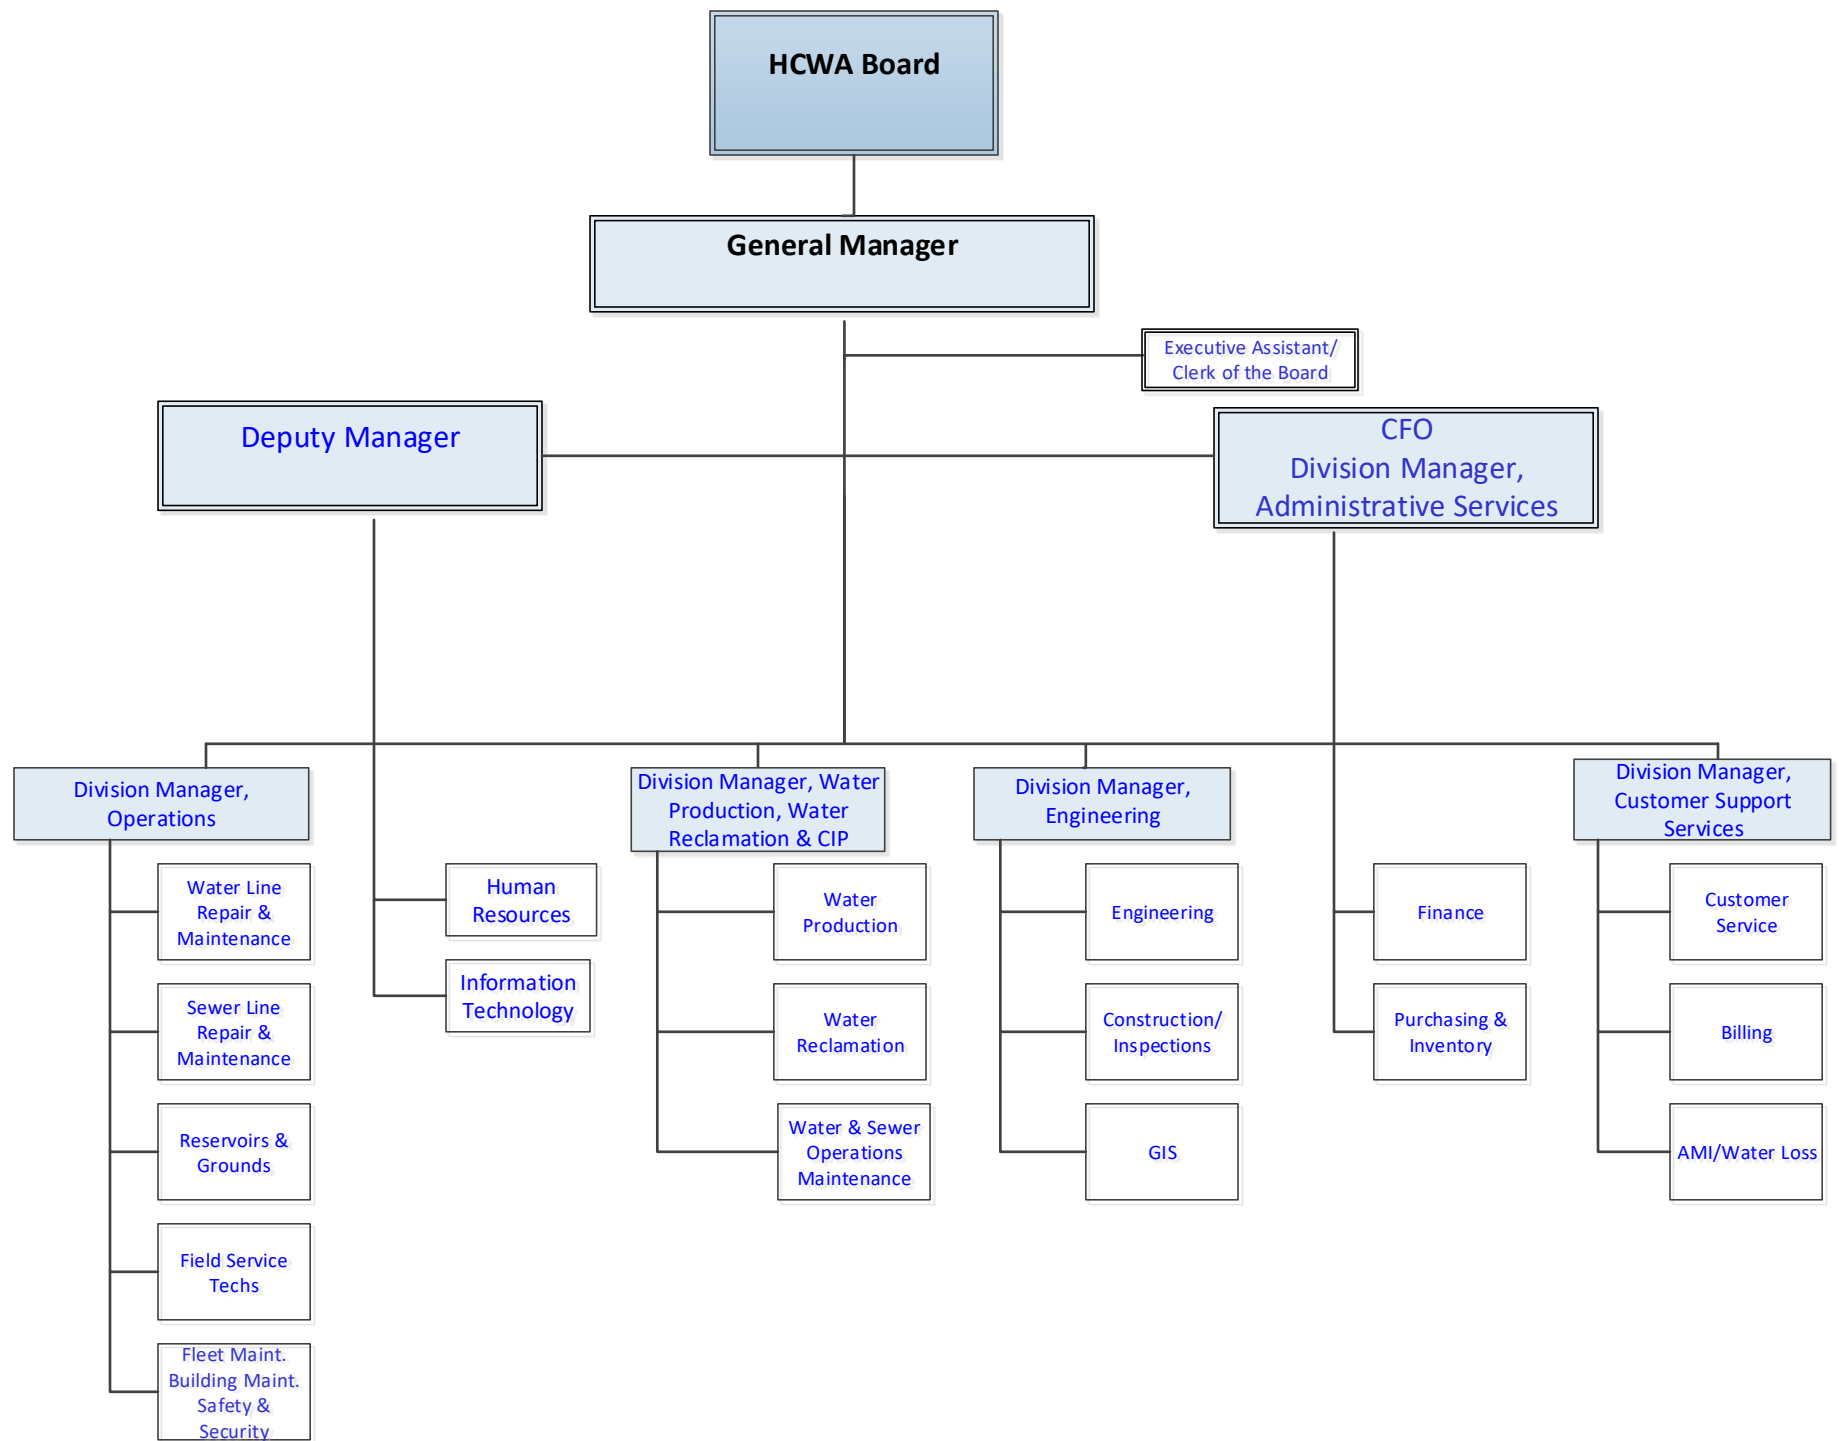 HCWA Board
General Manager
Executive Assistant/
Clerk of the Board
Deputy Manager
CFO
Division Manager,
Administrative Services
Division Manager,
Operations
Water Line
Repair &
Maintenance
Sewer Line
Repair &
Maintenance
Reservoirs &
Grounds
Field Service
Techs
Fleet Maint.
Building Maint.
Safety &
Security
Human
Resources
Information
Technology
Division Manager, Water
Production, Water
Reclamation & CIP
Water
Production
Water
Reclamation
Water & Sewer
Operations
Maintenance
Division Manager,
Engineering
Engineering
Construction/
Inspections
GIS
Finance
Purchasing &
Inventory
Division Manager,
Customer Support
Services
Customer
Service
Billing
AMI/Water Loss